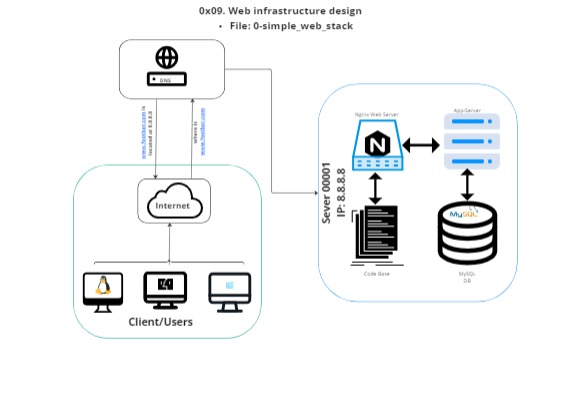 0x09. Web infrastructure design
• File: 0-simple_web_stack
DNS
www.foobar.com is
located at 8.8.8.8
where is
www.foobar.com
Internet
Client/Users
Sever 00001
IP: 8.8.8.8
Nginx Web Server
App-Server
N
Code Base
MySQL
MySQL
DB